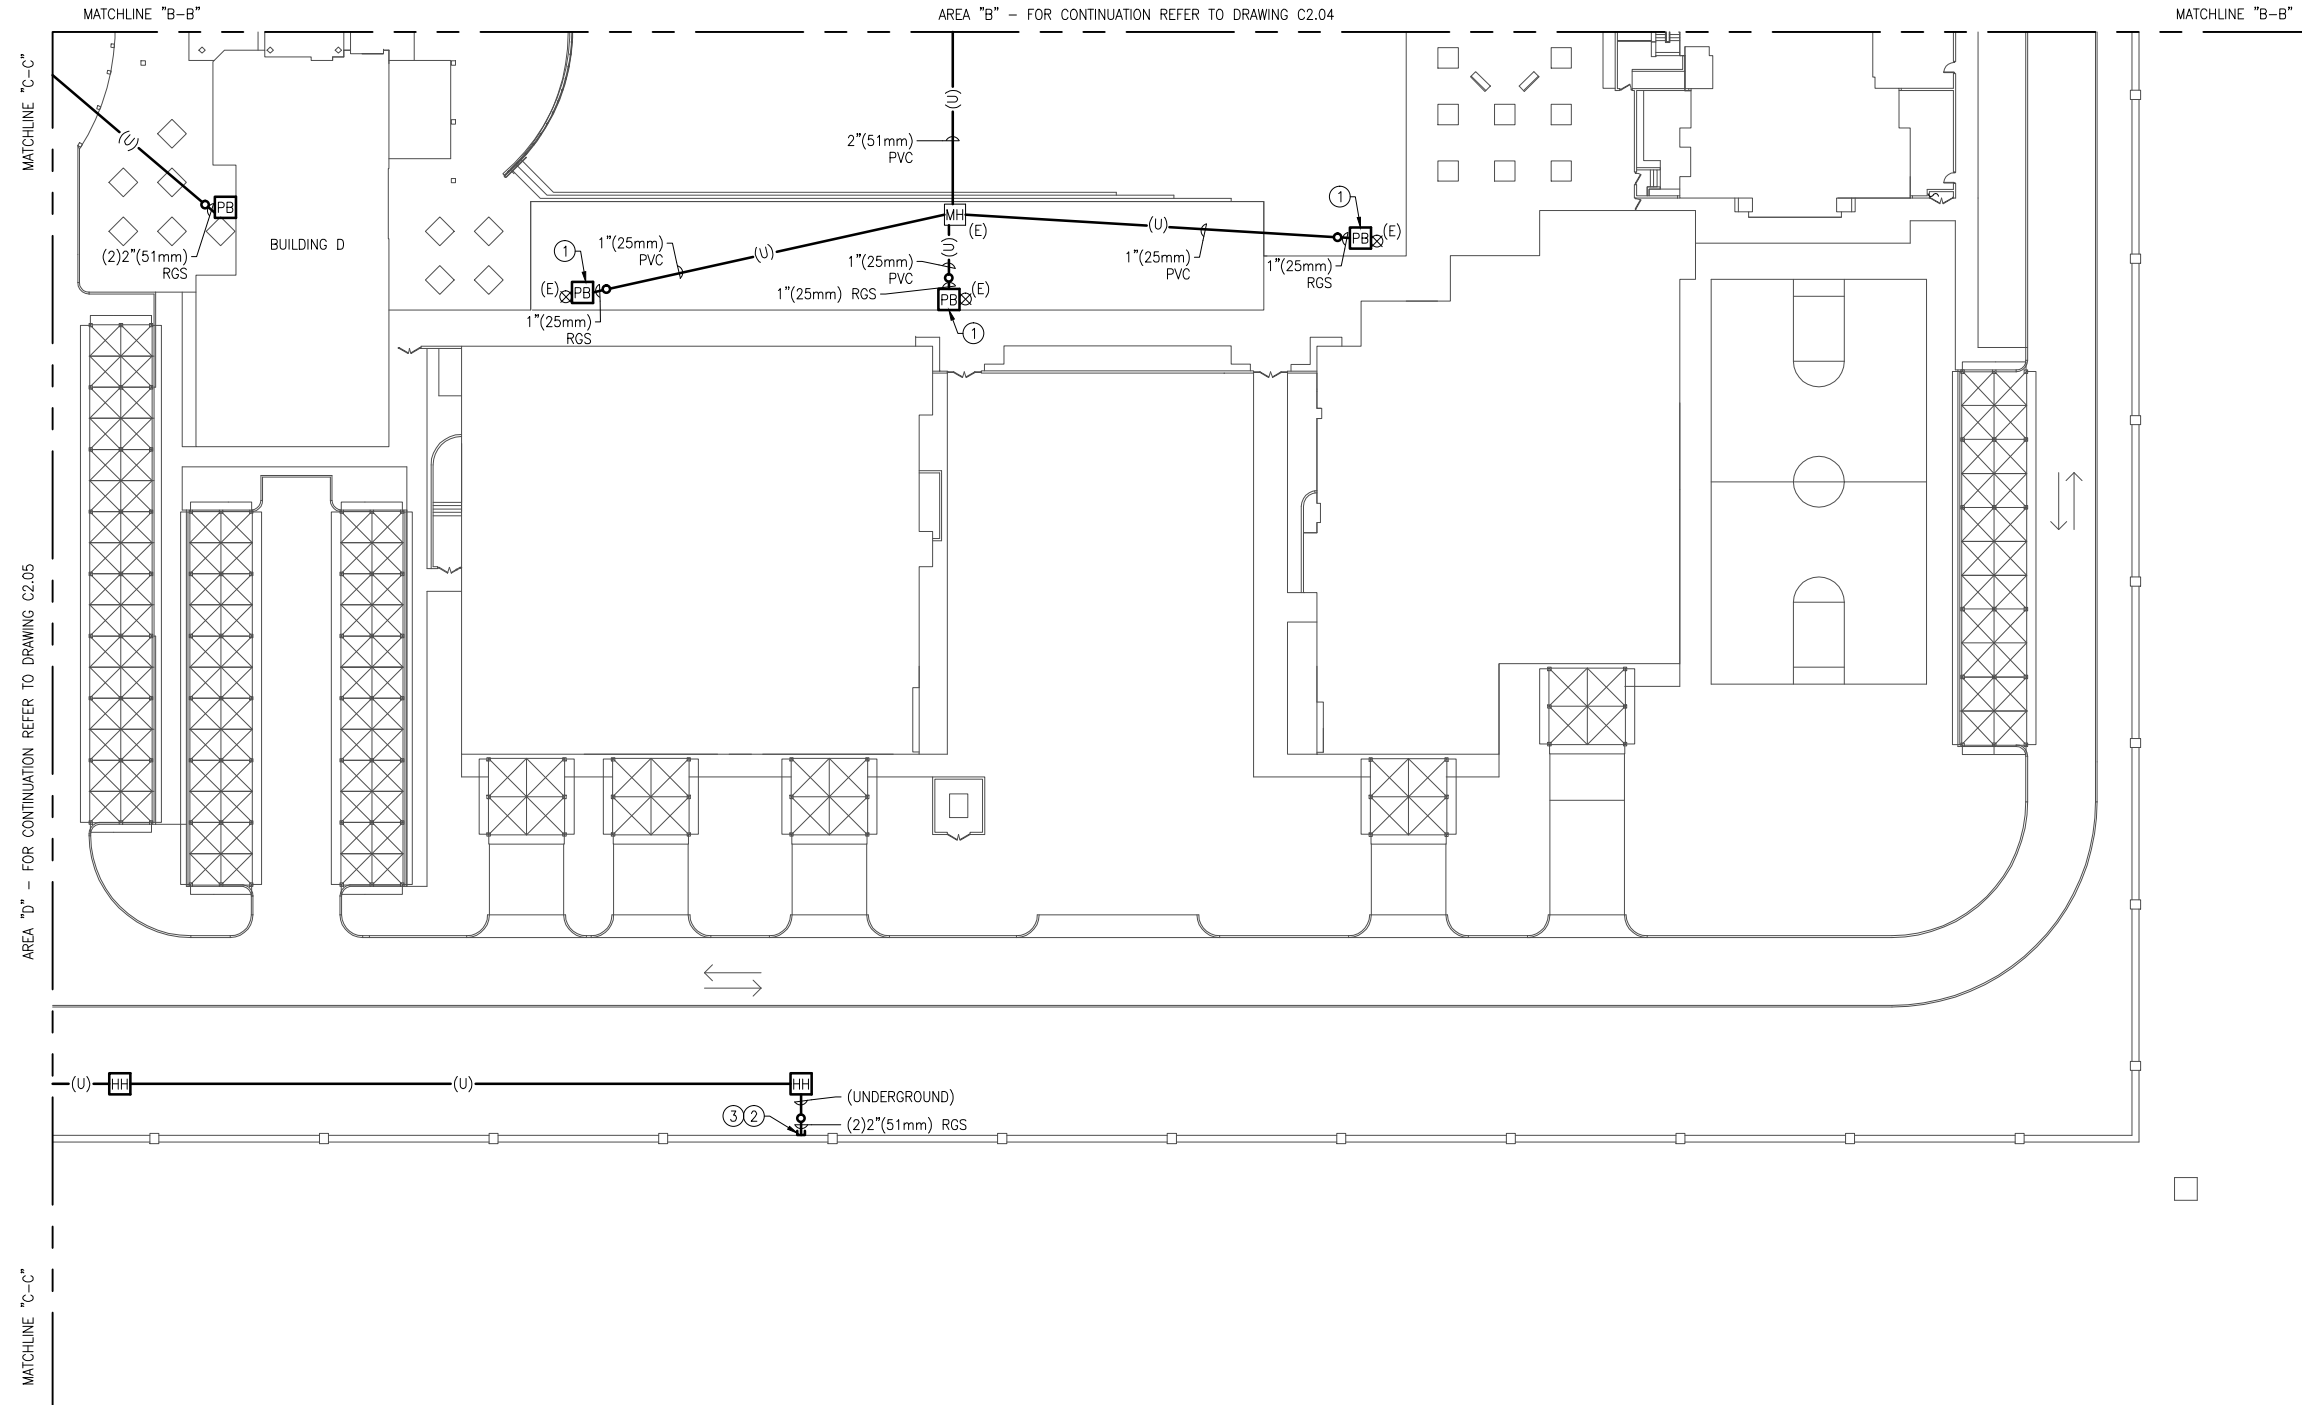 MATCHLINE "B-B"
AREA "B" - FOR CONTINUATION REFER TO DRAWING C2.04
MATCHLINE "B-B"
MATCHLINE "C-C"
(U)
(U)
2"(51mm)
PVC
PB
(2)2"(51mm)
RGS
BUILDING D
1
1"(25mm)
PVC
(U)
MH
(E)
(U)
(U)
1
PB
(E)
1"(25mm)
PVC
1"(25mm)
RGS
1"(25mm)
PVC
1"(25mm) RGS
(E)
PB
1"(25mm)
RGS
PB
(E)
1
AREA "D" - FOR CONTINUATION REFER TO DRAWING C2.05
(U)
HH
(U)
HH
(UNDERGROUND)
3
2
(2)2"(51mm) RGS
MATCHLINE "C-C"